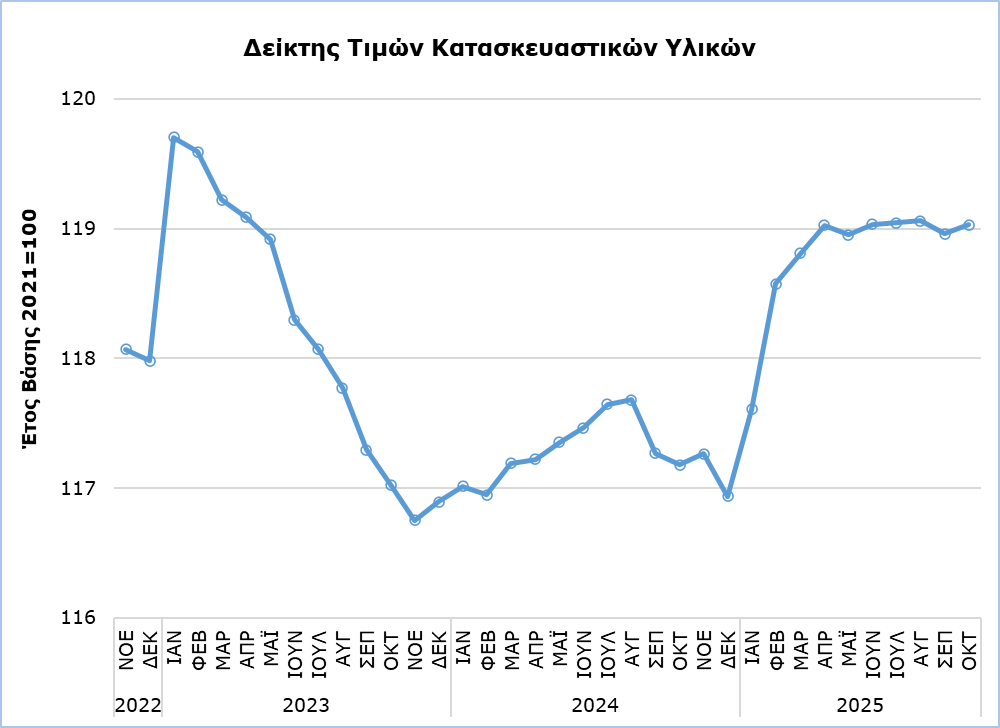 Δείκτης Τιμών Κατασκευαστικών Υλικών
Έτος Βάσης 2021=100
120
119
118
117
116
ΝΟΕ ΔΕΚ ΙΑΝ ΦΕΒ ΜΑΡ ΑΠΡ ΜΑΪ ΙΟΥΝ ΙΟΥΛ ΑΥΓ ΣΕΠ ΟΚΤ ΝΟΕ ΔΕΚ ΙΑΝ ΦΕΒ ΜΑΡ ΑΠΡ ΜΑΪ ΙΟΥΝ ΙΟΥΛ ΑΥΓ ΣΕΠ ΟΚΤ ΝΟΕ ΔΕΚ ΙΑΝ ΦΕΒ ΜΑΡ ΑΠΡ ΜΑΪ ΙΟΥΝ ΙΟΥΛ ΑΥΓ ΣΕΠ ΟΚΤ
2022 2023 2024 2025